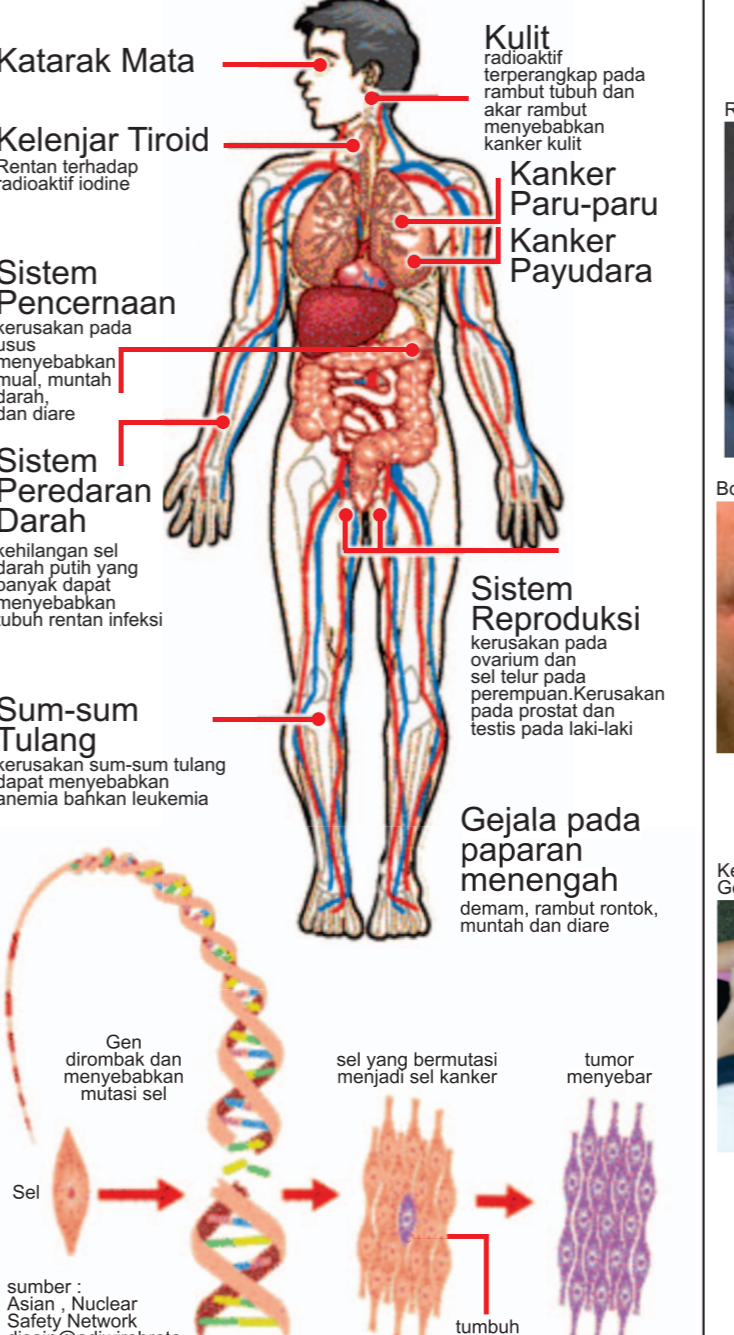 Katarak Mata
Kelenjar Tiroid
Rentan terhadap
radioaktif iodine
Sistem
Pencernaan
kerusakan pada
usus
menyebabkan
mual, muntah
darah,
dan diare
Sistem
Peredaran
Darah
kehilangan sel
darah putih yang
banyak dapat
menyebabkan
tubuh rentan infeksi
Sum-sum
Tulang
kerusakan sum-sum tulang
dapat menyebabkan
anemia bahkan leukemia
Kulit
radioaktif
terperangkap pada
rambut tubuh dan
akar rambut
menyebabkan
kanker kulit
Kanker
Paru-paru
Kanker
Payudara
Sistem
Reproduksi
kerusakan pada
ovarium dan
sel telur pada
perempuan.Kerusakan
pada prostat dan
testis pada laki-laki
Gejala pada
paparan
menengah
demam, rambut rontok,
muntah dan diare
Gen
dirombak dan
menyebabkan
mutasi sel
sel yang bermutasi
menjadi sel kanker
tumor
menyebar
Sel
tumbuh
sumber :
Asian , Nuclear
Safety Network